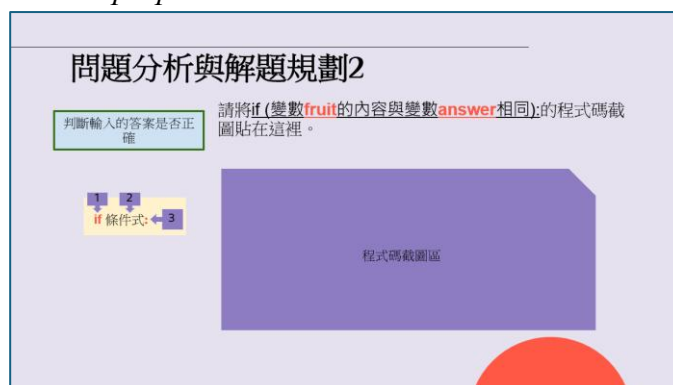 問題分析與解題規劃2
判斷輸入的答案是否正
確
請將if (變數fruit的內容與變數answer相同):的程式碼截
圖貼在這裡。
1 2
if 條件式: 3
程式碼截圖區